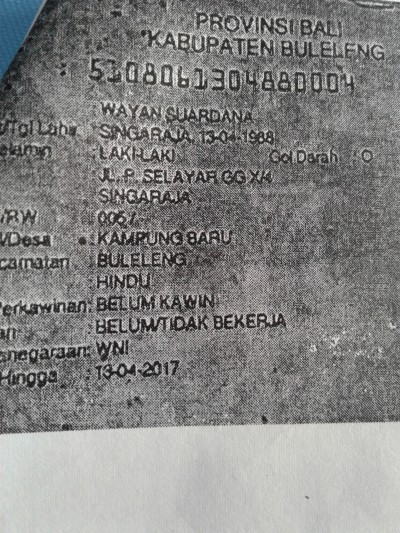 PROVINSI BALI
KABUPATEN BULELENG
5108061304880004
WAYAN SUARDANA
/Tgl Lahir : SINGARAJA, 13-04-1988
elamin : LAKI-LAKI Gol Darah : O
JL. P. SELAYAR GG X/4
SINGARAJA
/RW : 006 /
/Desa : KAMPUNG BARU
camatan : BULELENG
HINDU
Perkawinan: BELUM KAWIN
an : BELUM/TIDAK BEKERJA
anegaraan: WNI
Hingga : 13-04-2017